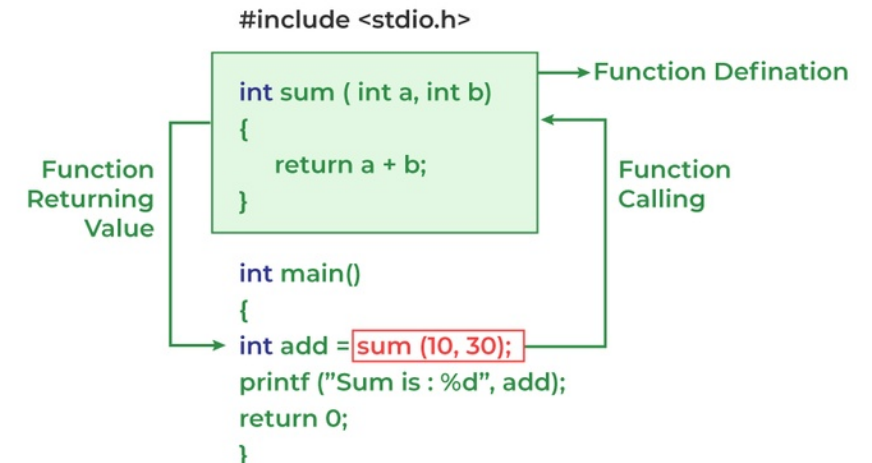 #include <stdio.h>
int sum ( int a, int b)
{
return a + b;
}
Function Defination
Function
Returning
Value
Function
Calling
int main()
{
int add = sum (10, 30);
printf (”Sum is : %d”, add);
return 0;
}